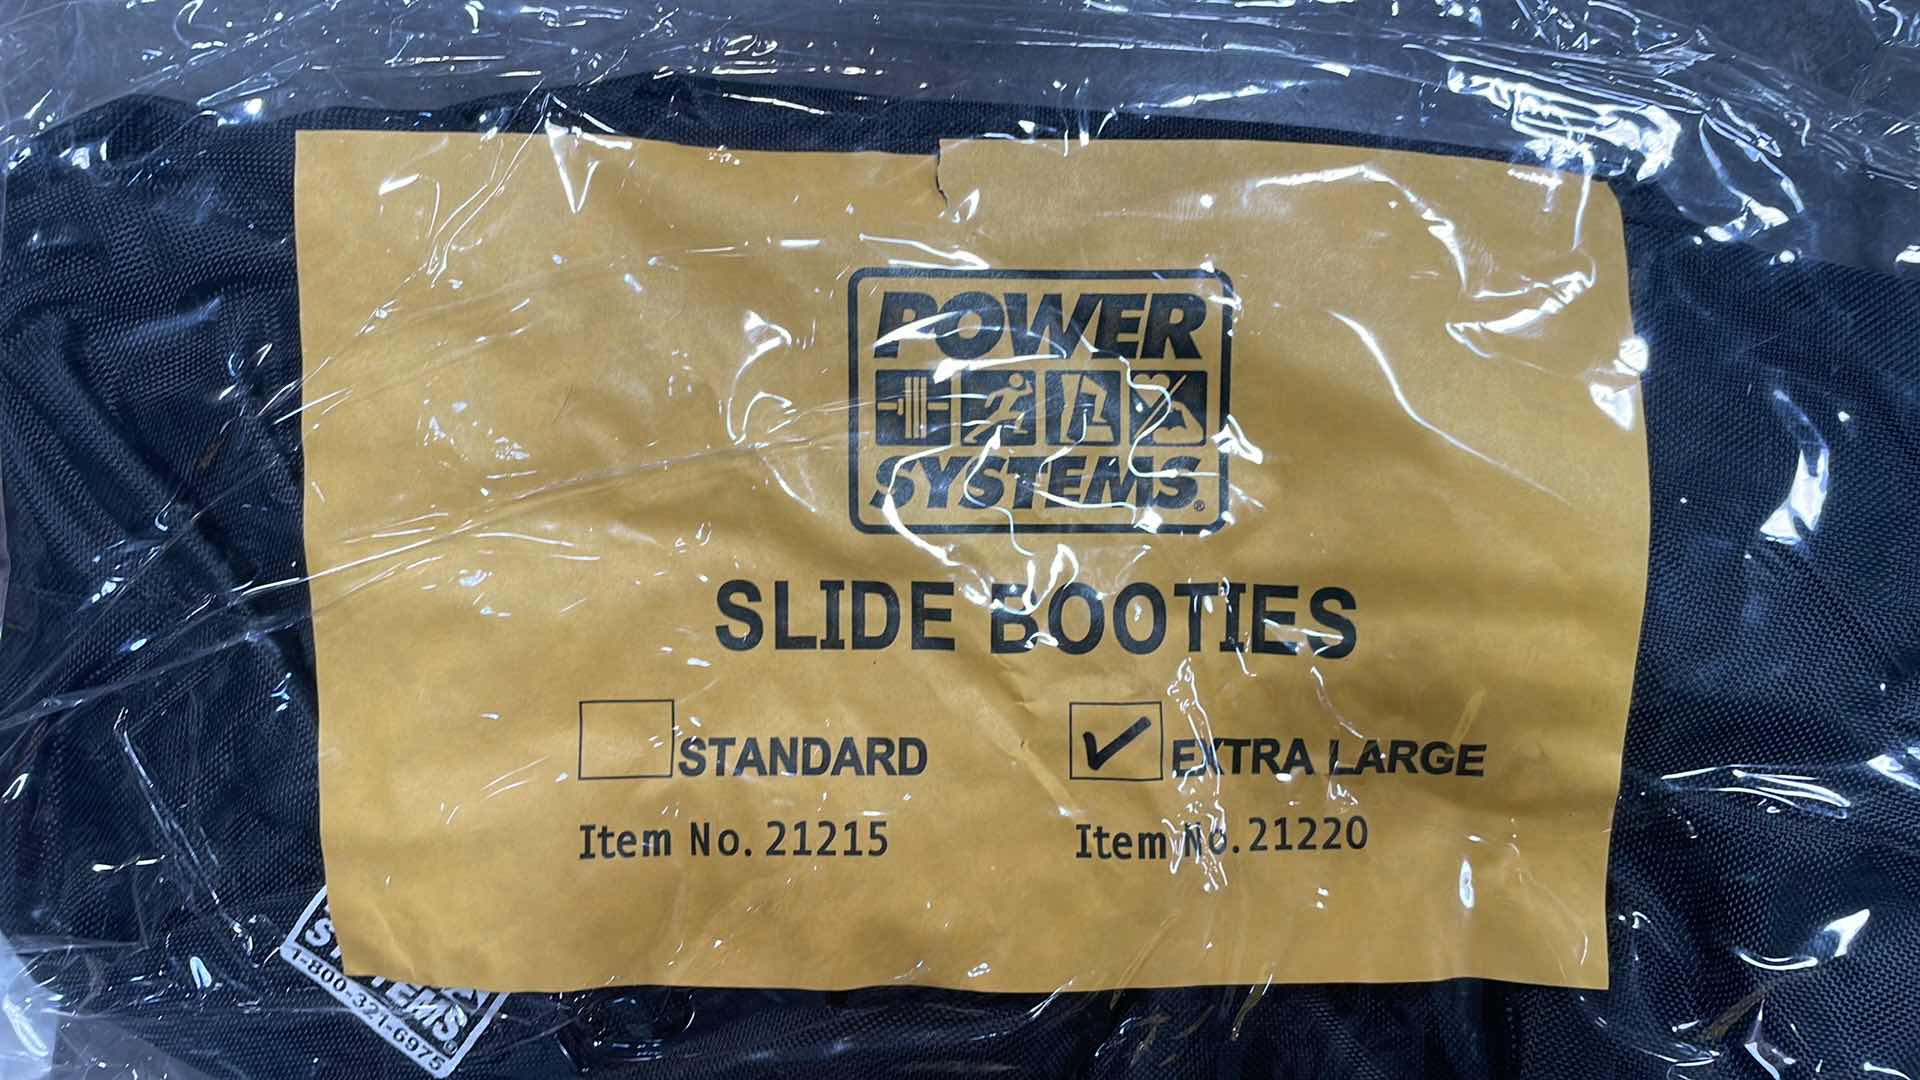 POWER
SYSTEMS®
SLIDE BOOTIES
STANDARD
EXTRA LARGE
Item No. 21215
Item No. 21220
SYSTEMS®
1-800-321-6975